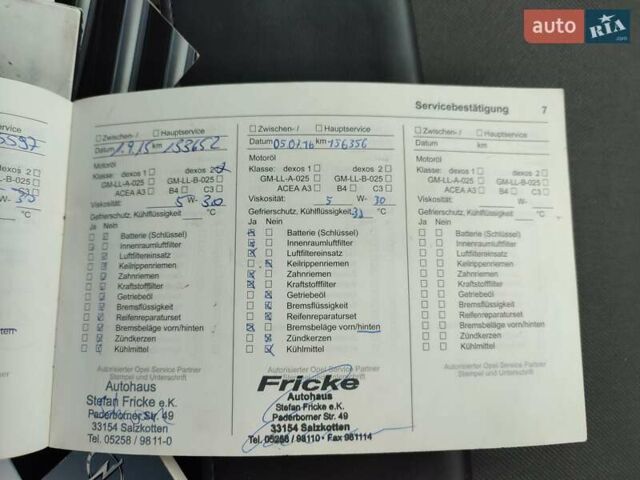 auto RIA .com
Servicebestätigung 7
☐ Zwischen- / ☐ Hauptservice
Datum 1.9.15 km 153652
Motoröl
Klasse: dexos 1 ☐ dexos 2 ☑
GM-LL-A-025 ☐ GM-LL-B-025 ☐
ACEA A3 ☐ B4 ☐ C3 ☐
Viskosität: 5 W- 30
Gefrierschutz, Kühlflüssigkeit °C
Ja Nein
☐ ☑ Batterie (Schlüssel)
☐ ☑ Innenraumluftfilter
☐ ☑ Luftfiltereinsatz
☐ ☑ Keilrippenriemen
☐ ☑ Zahnriemen
☐ ☑ Kraftstofffilter
☐ ☑ Getriebeöl
☐ ☑ Bremsflüssigkeit
☐ ☑ Reifenreparaturset
☐ ☑ Bremsbeläge vorn/hinten
☐ ☑ Zündkerzen
☐ ☑ Kühlmittel
Autorisierter Opel Service Partner
Stempel und Unterschrift
Autohaus
Stefan Fricke e.K.
Paderborner Str. 49
33154 Salzkotten
Tel. 05258 / 98 11-0
☐ Zwischen- / ☐ Hauptservice
Datum 05.07.16 km 156356
Motoröl
Klasse: dexos 1 ☐ dexos 2 ☐
GM-LL-A-025 ☐ GM-LL-B-025 ☐
ACEA A3 ☐ B4 ☐ C3 ☐
Viskosität: 5 W- 30
Gefrierschutz, Kühlflüssigkeit °C
Ja Nein
☑ ☐ Batterie (Schlüssel)
☑ ☐ Innenraumluftfilter
☑ ☐ Luftfiltereinsatz
☐ ☑ Keilrippenriemen
☑ ☐ Zahnriemen
☑ ☐ Kraftstofffilter
☐ ☑ Getriebeöl
☐ ☑ Bremsflüssigkeit
☐ ☑ Reifenreparaturset
☑ ☐ Bremsbeläge vorn/hinten
☐ ☑ Zündkerzen
☐ ☑ Kühlmittel
Autorisierter Opel Service Partner
Stempel und Unterschrift
Fricke
Autohaus
Stefan Fricke e.K.
Paderborner Str. 49
33154 Salzkotten
Tel. 05258 / 98110 • Fax 981114
☐ Zwischen- / ☐ Hauptservice
Datum km
Motoröl
Klasse: dexos 1 ☐ dexos 2 ☐
GM-LL-A-025 ☐ GM-LL-B-025 ☐
ACEA A3 ☐ B4 ☐ C3 ☐
Viskosität: W-
Gefrierschutz, Kühlflüssigkeit °C
Ja Nein
☐ ☐ Batterie (Schlüssel)
☐ ☐ Innenraumluftfilter
☐ ☐ Luftfiltereinsatz
☐ ☐ Keilrippenriemen
☐ ☐ Zahnriemen
☐ ☐ Kraftstofffilter
☐ ☐ Getriebeöl
☐ ☐ Bremsflüssigkeit
☐ ☐ Reifenreparaturset
☐ ☐ Bremsbeläge vorn/hinten
☐ ☐ Zündkerzen
☐ ☐ Kühlmittel
Autorisierter Opel Service Partner
Stempel und Unterschrift